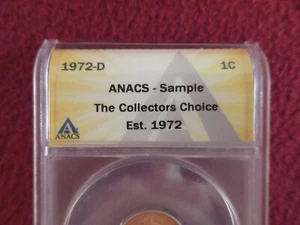 1972-D 1C
ANACS - Sample
The Collectors Choice
Est. 1972
ANACS